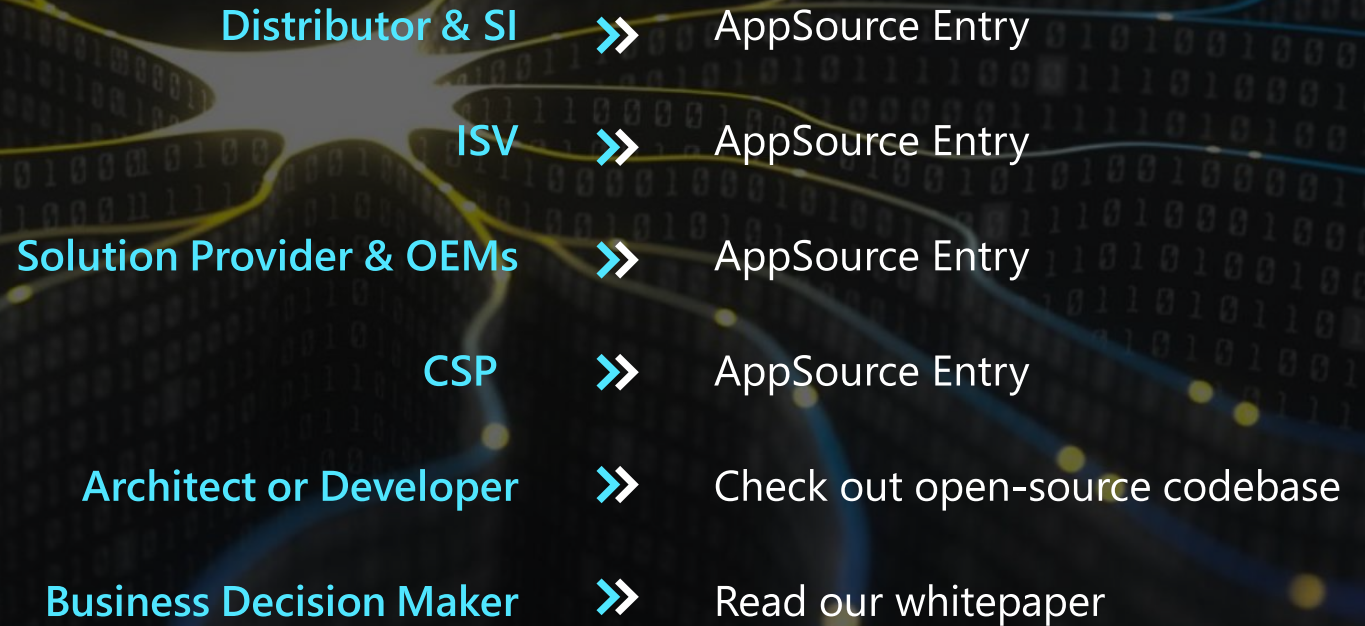 Distributor & SI AppSource Entry
ISV AppSource Entry
Solution Provider & OEMs AppSource Entry
CSP AppSource Entry
Architect or Developer Check out open-source codebase
Business Decision Maker Read our whitepaper